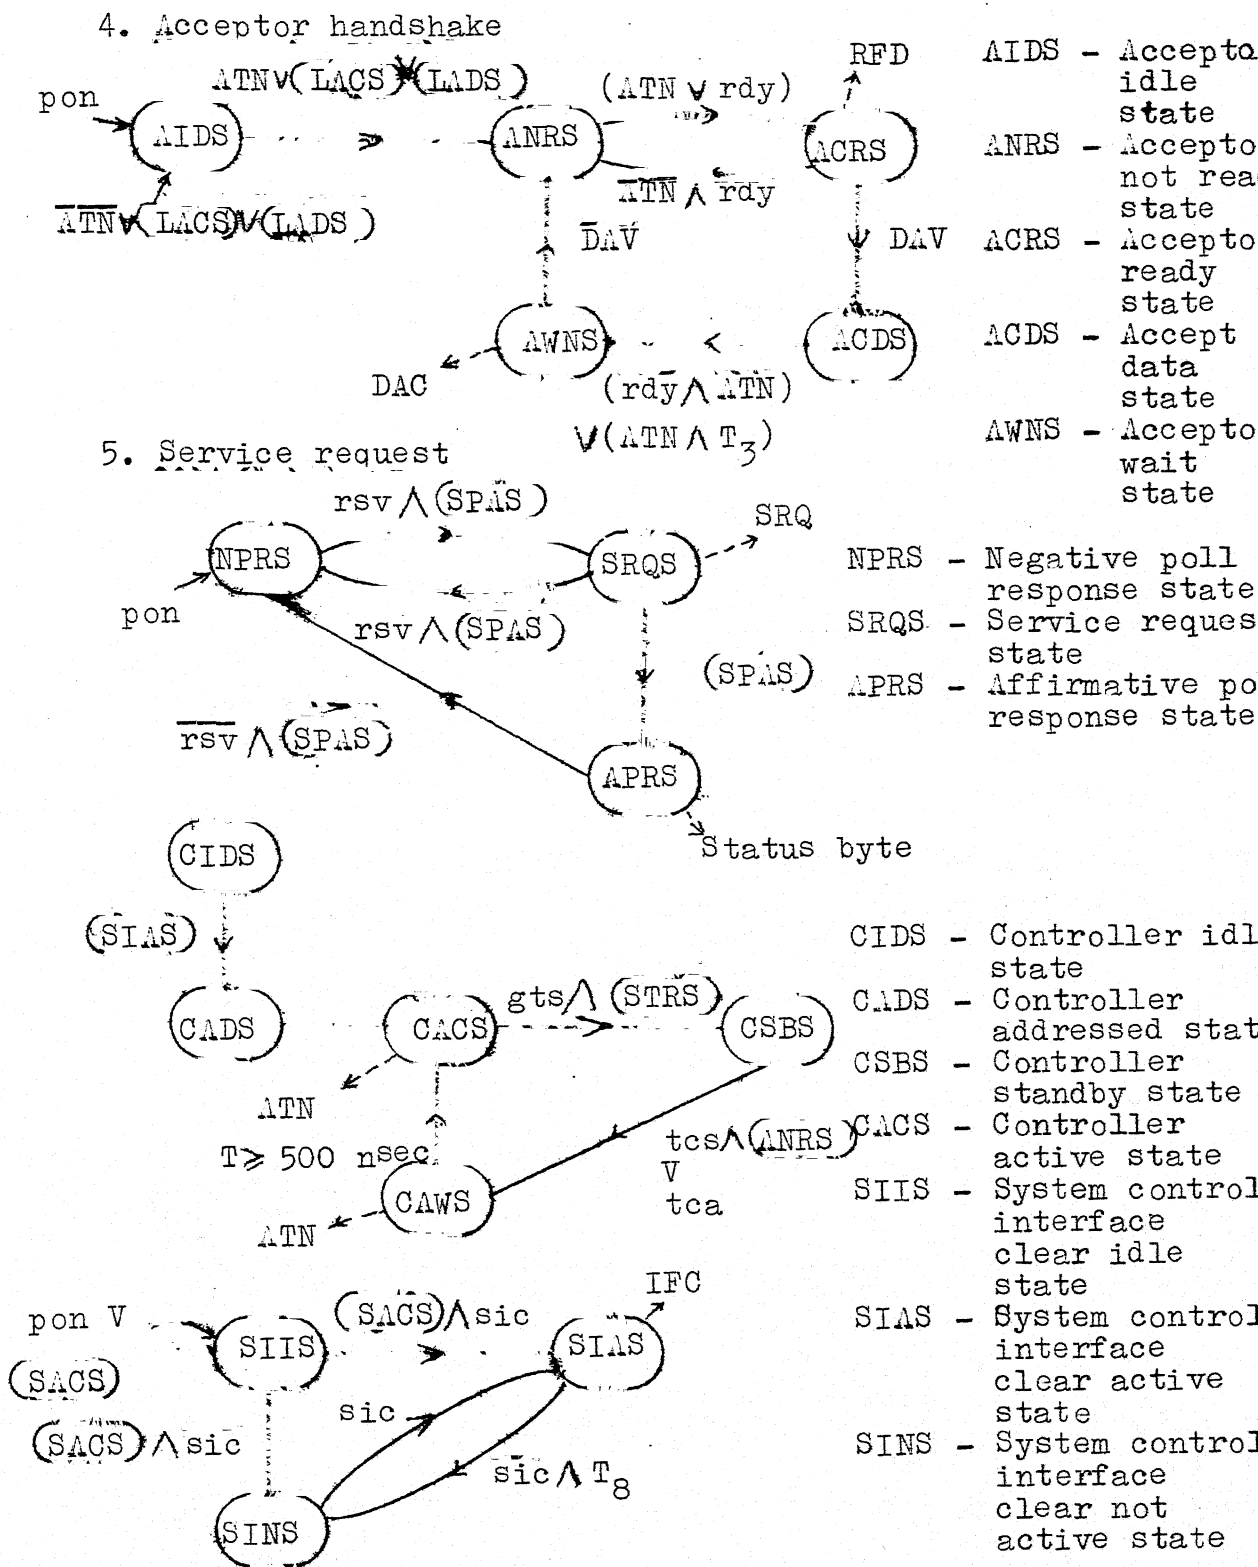 4. Acceptor handshake
pon
ATN∨(LACS)∨(LADS)
(ATN ∨ rdy)
RFD
AIDS
ANRS
ACRS
A̅T̅N̅ ∧ r̅d̅y̅
A̅T̅N̅∨(LACS)∨(LADS)
D̅A̅V̅
DAV
AWNS
ACDS
DAC
(rdy̅∧A̅T̅N̅)
∨(ATN∧T₃)
AIDS - Accepto
idle
state
ANRS - Accepto
not rea
state
ACRS - Accepto
ready
state
ACDS - Accept
data
state
AWNS - Accepto
wait
state
5. Service request
rsv∧(SPAS)
SRQ
NPRS
SRQS
pon
rsv∧(SPAS)
(SPAS)
r̅s̅v̅∧(SPAS)
APRS
Status byte
NPRS - Negative poll
response state
SRQS - Service reques
state
APRS - Affirmative po
response state
CIDS
(SIAS)
CADS
CACS
gts∧(STRS)
CSBS
ATN
T⩾ 500 nsec
tcs∧(ANRS)
V
tca
CAWS
ATN
CIDS - Controller idl
state
CADS - Controller
addressed stat
CSBS - Controller
standby state
CACS - Controller
active state
SIIS - System control
interface
clear idle
state
SIAS - System control
interface
clear active
state
SINS - System control
interface
clear not
active state
pon V
(SACS)
(SACS)∧sic
IFC
SIIS
SIAS
(SACS)∧sic
sic
s̅i̅c̅∧T₈
SINS